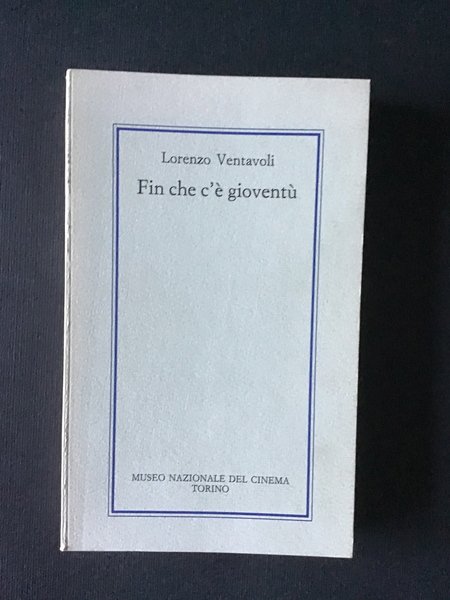 Lorenzo Ventavoli
Fin che c'è gioventù
MUSEO NAZIONALE DEL CINEMA
TORINO